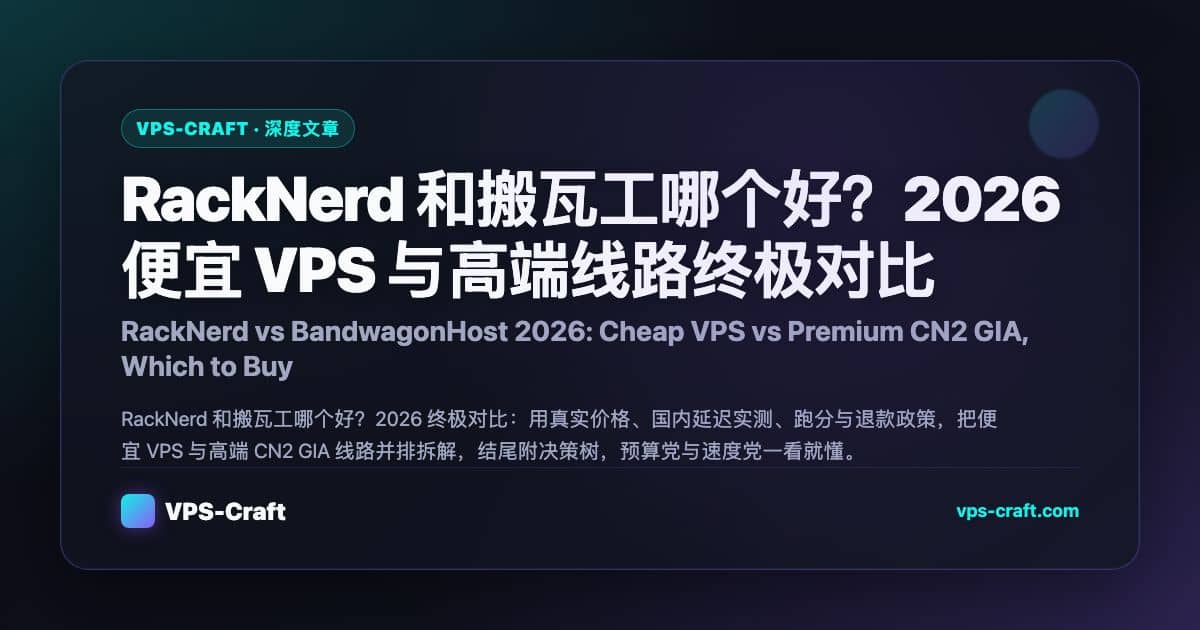 VPS-CRAFT · 深度文章
RackNerd 和搬瓦工哪个好？2026
便宜 VPS 与高端线路终极对比
RackNerd vs BandwagonHost 2026: Cheap VPS vs Premium CN2 GIA,
Which to Buy
RackNerd 和搬瓦工哪个好？2026 终极对比：用真实价格、国内延迟实测、跑分与退款政策，把便
宜 VPS 与高端 CN2 GIA 线路并排拆解，结尾附决策树，预算党与速度党一看就懂。
VPS-Craft
vps-craft.com